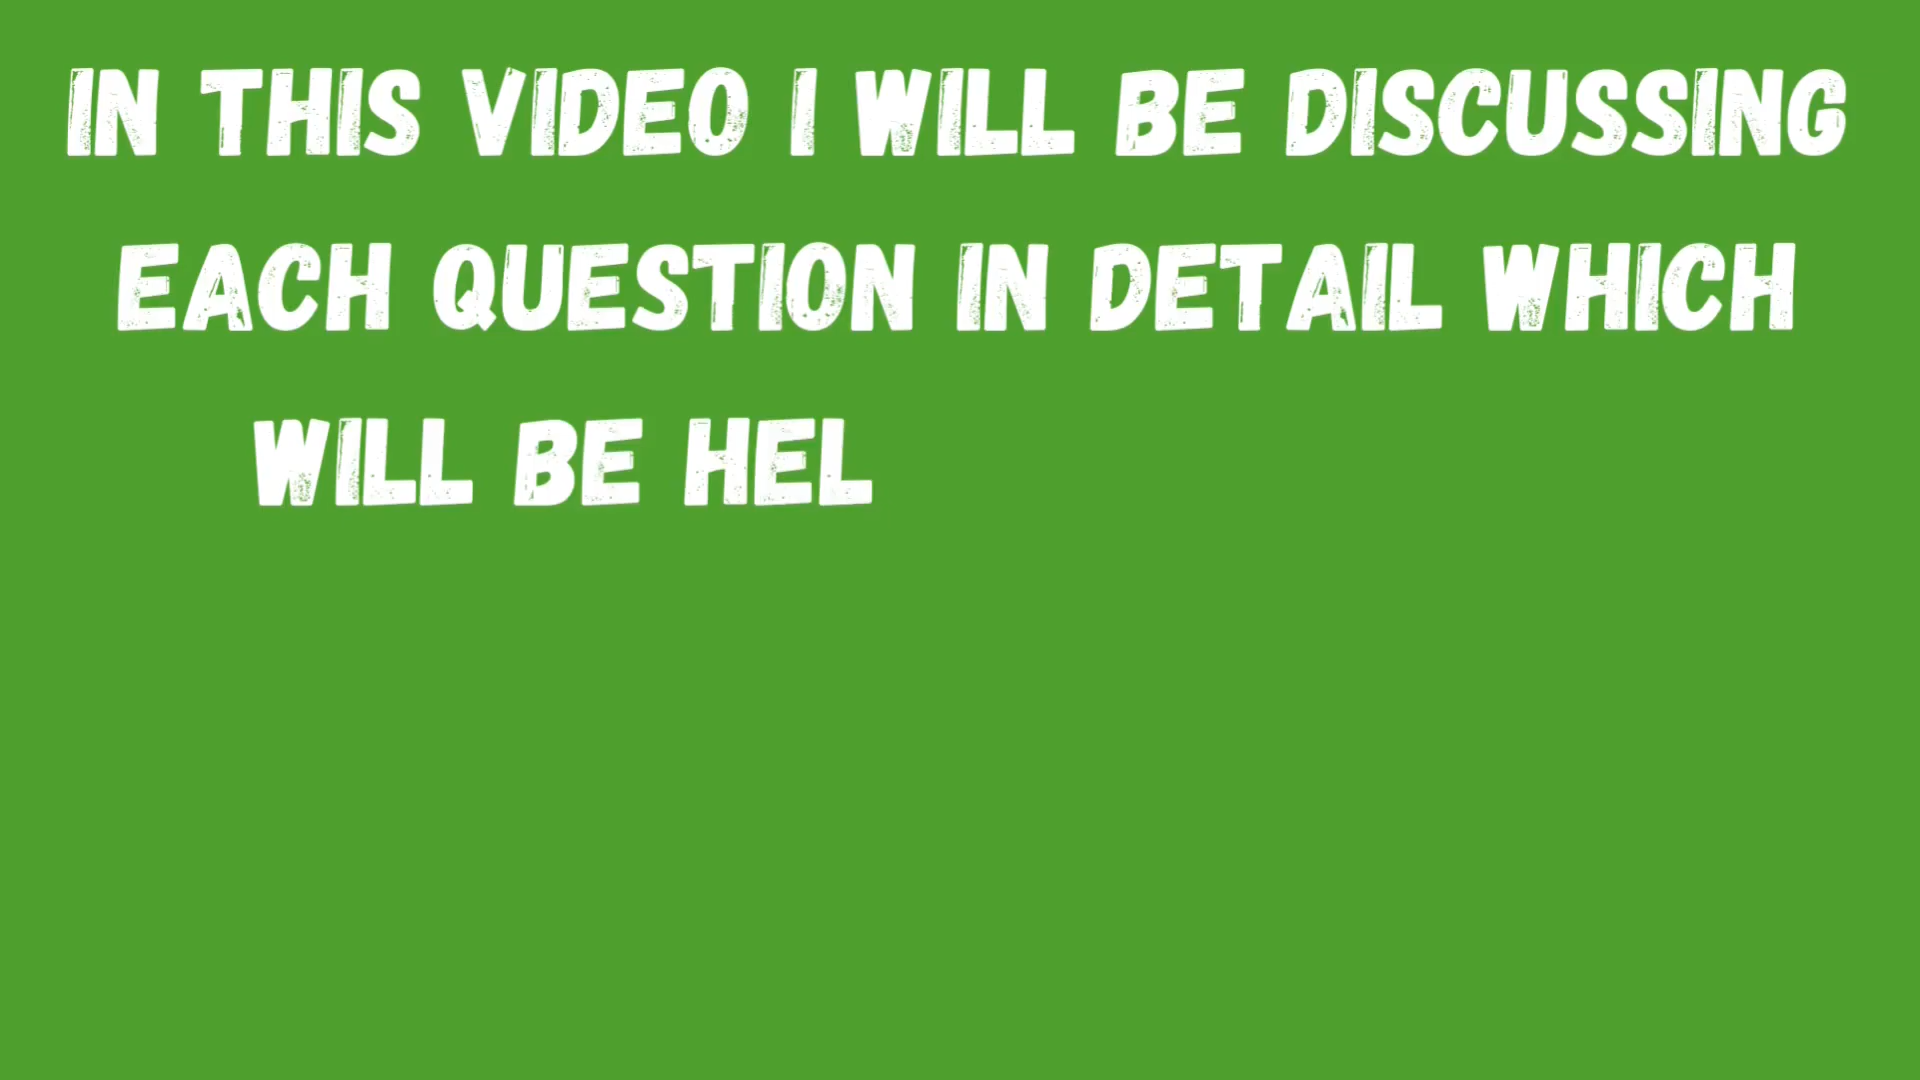 IN THIS VIDEO I WILL BE DISCUSSING
EACH QUESTION IN DETAIL WHICH
WILL BE HEL